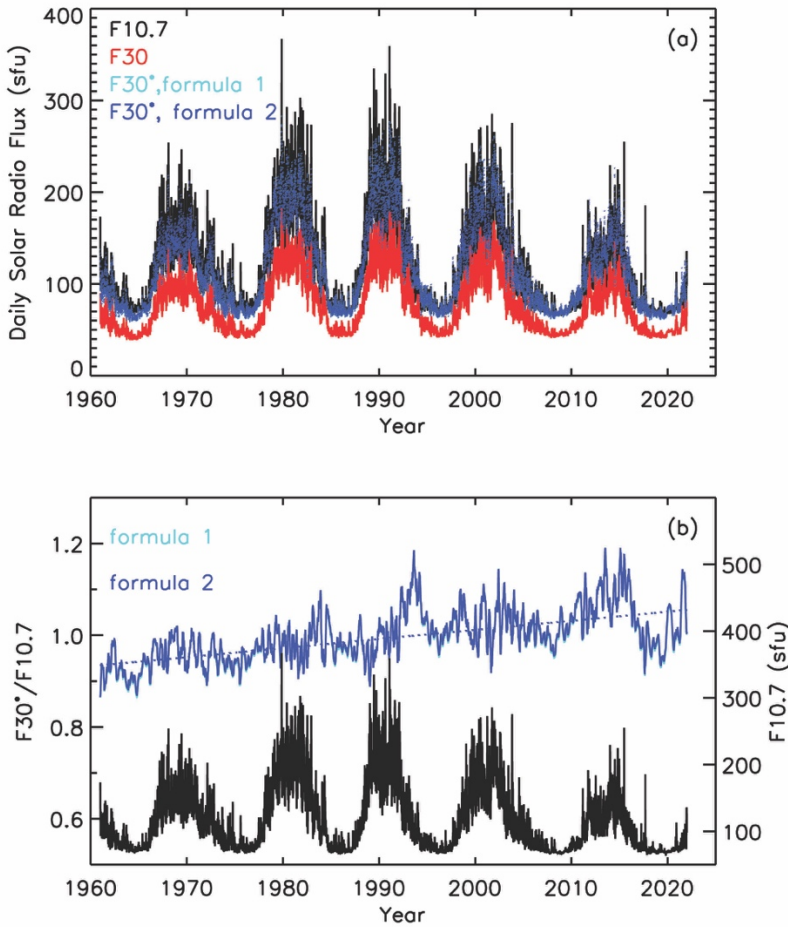 (a)
F10.7
F30
F30*,formula 1
F30*, formula 2
Daily Solar Radio Flux (sfu)
400
300
200
100
0
1960 1970 1980 1990 2000 2010 2020
Year
(b)
formula 1
formula 2
F30*/F10.7
1.2
1.0
0.8
0.6
500
400
300
200
100
F10.7 (sfu)
1960 1970 1980 1990 2000 2010 2020
Year